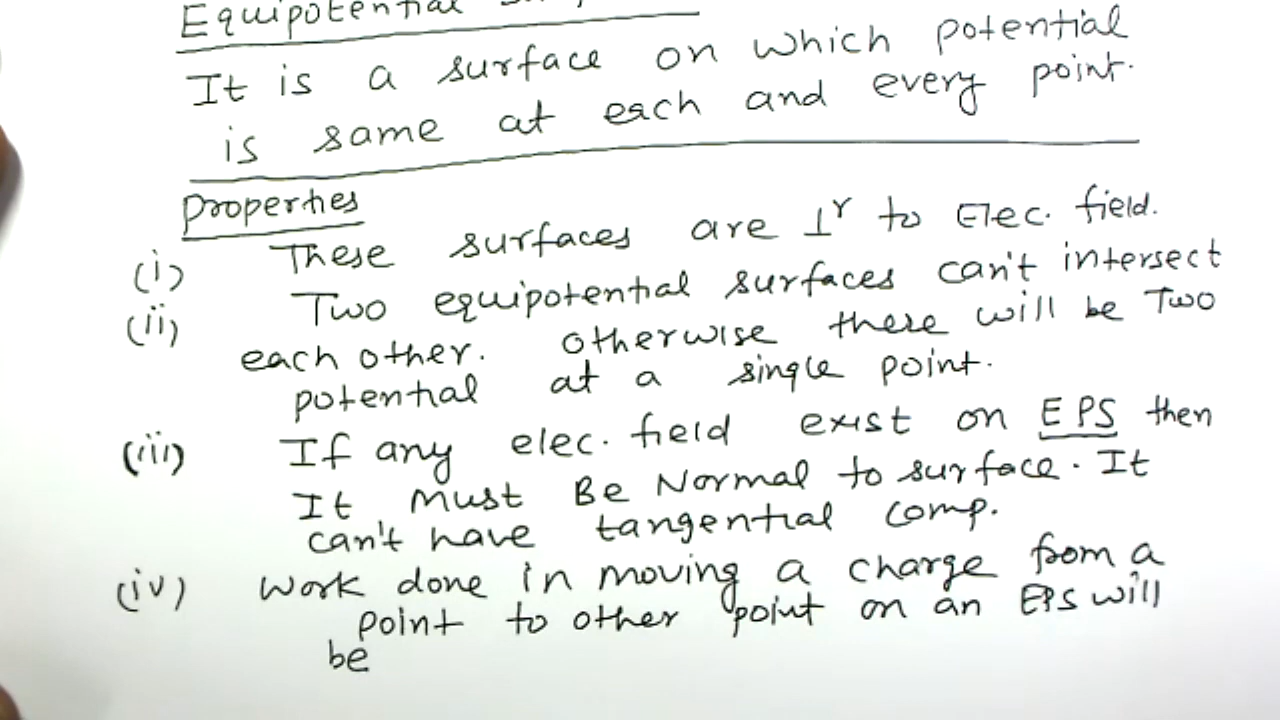 Equipotential
It is a surface on which potential
is same at each and every point.
Properties
(i) These surfaces are ⊥r to Elec. field.
(ii) Two equipotential surfaces can't intersect
each other. otherwise there will be Two
potential at a single point.
(iii) If any elec. field exist on EPS then
It Must Be Normal to surface. It
can't have tangential comp.
(iv) Work done in moving a charge from a
point to other point on an EPS will
be